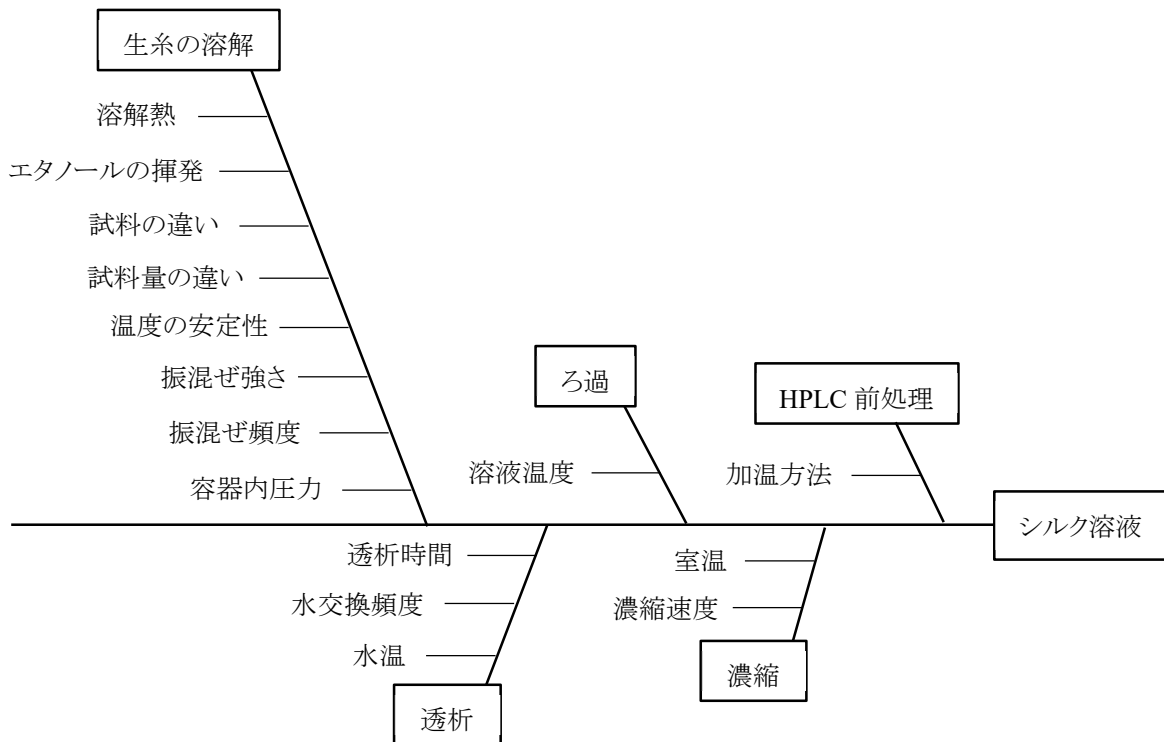 生糸の溶解
溶解熱
エタノールの揮発
試料の違い
試料量の違い
温度の安定性
振混ぜ強さ
振混ぜ頻度
容器内圧力
ろ過
溶液温度
HPLC 前処理
加温方法
シルク溶液
透析時間
水交換頻度
水温
透析
室温
濃縮速度
濃縮